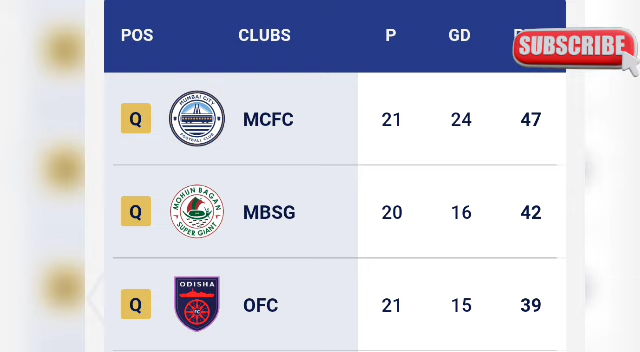 POS CLUBS P GD
SUBSCRIBE
Q MUMBAI CITY FOOTBALL CLUB MCFC 21 24 47
Q MOHUN BAGAN SUPER GIANT MBSG 20 16 42
Q ODISHA FC OFC 21 15 39